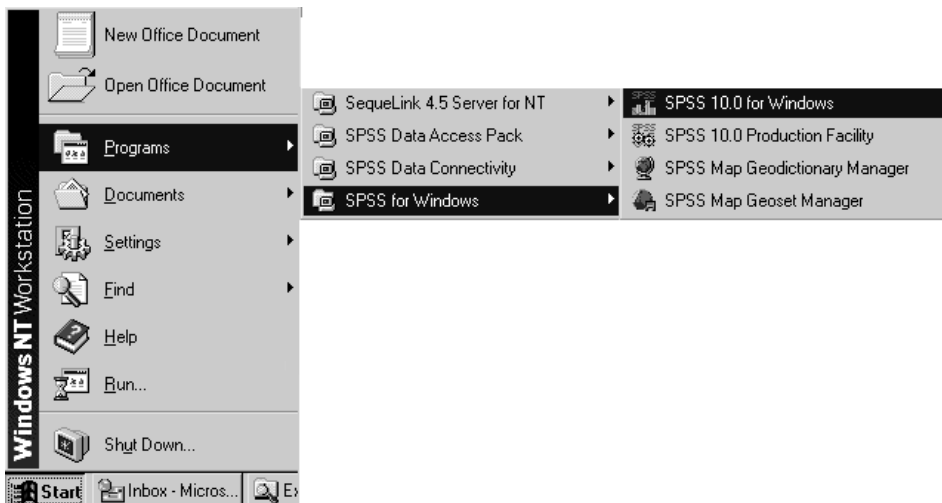 New Office Document
Open Office Document
Programs
Documents
Settings
Find
Help
Run...
Shut Down...
Windows NT Workstation
SequeLink 4.5 Server for NT
SPSS Data Access Pack
SPSS Data Connectivity
SPSS for Windows
SPSS 10.0 for Windows
SPSS 10.0 Production Facility
SPSS Map Geodictionary Manager
SPSS Map Geoset Manager
Start
Inbox - Micros...